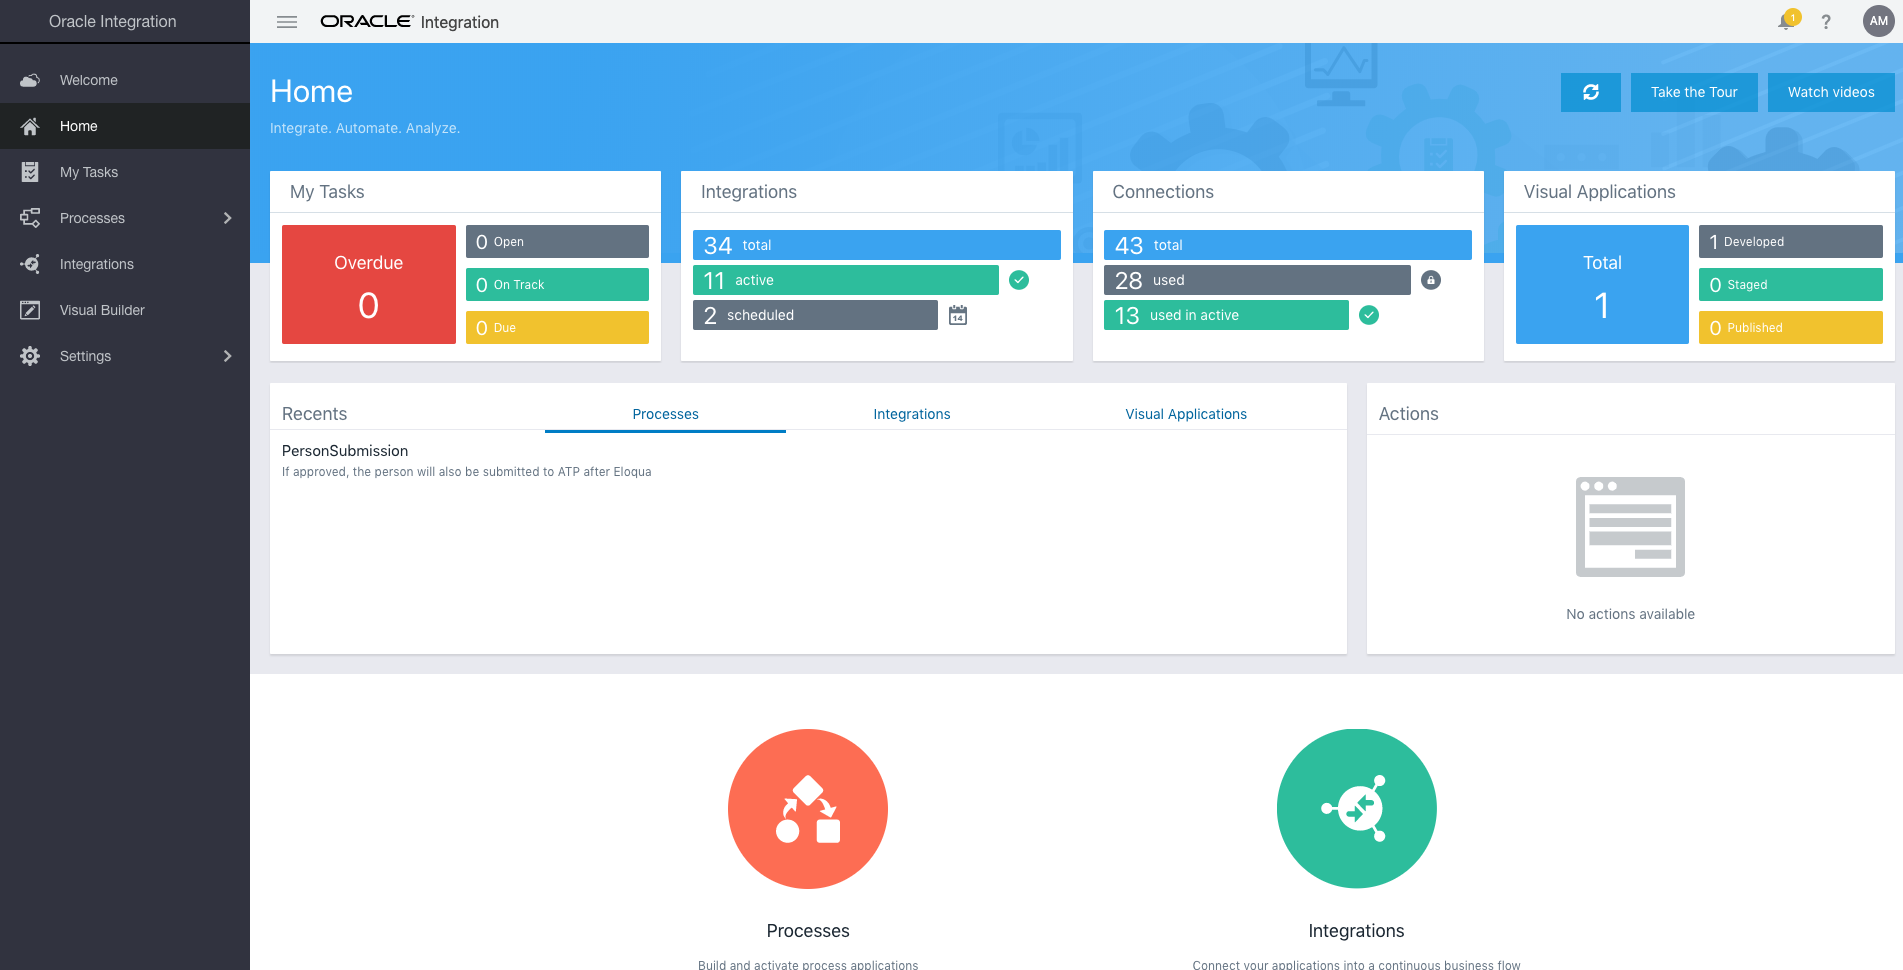 Oracle Integration
Welcome
Home
My Tasks
Processes
Integrations
Visual Builder
Settings
ORACLE Integration
1
?
AM
Home
Integrate. Automate. Analyze.
Take the Tour
Watch videos
My Tasks
Overdue
0
0 Open
0 On Track
0 Due
Integrations
34 total
11 active
2 scheduled
14
Connections
43 total
28 used
13 used in active
Visual Applications
Total
1
1 Developed
0 Staged
0 Published
Recents
Processes
Integrations
Visual Applications
PersonSubmission
If approved, the person will also be submitted to ATP after Eloqua
Actions
No actions available
Processes
Build and activate process applications
Integrations
Connect your applications into a continuous business flow